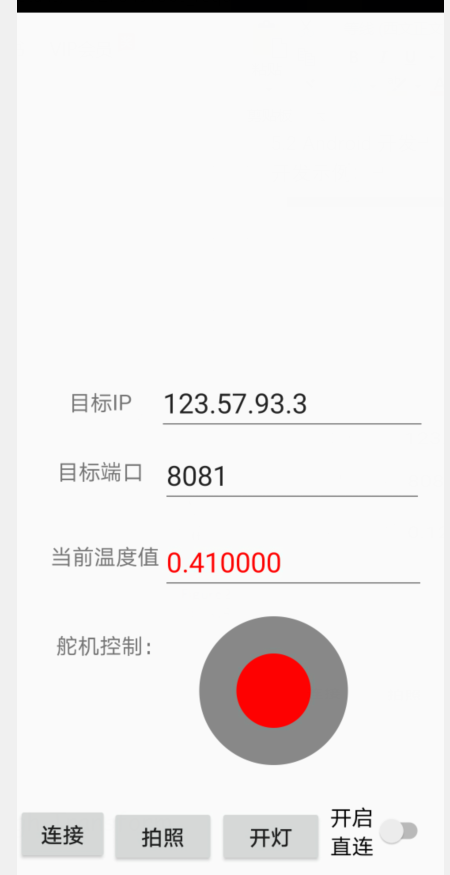 目标IP 123.57.93.3
目标端口 8081
当前温度值 0.410000
舵机控制:
连接 拍照 开灯 开启
直连